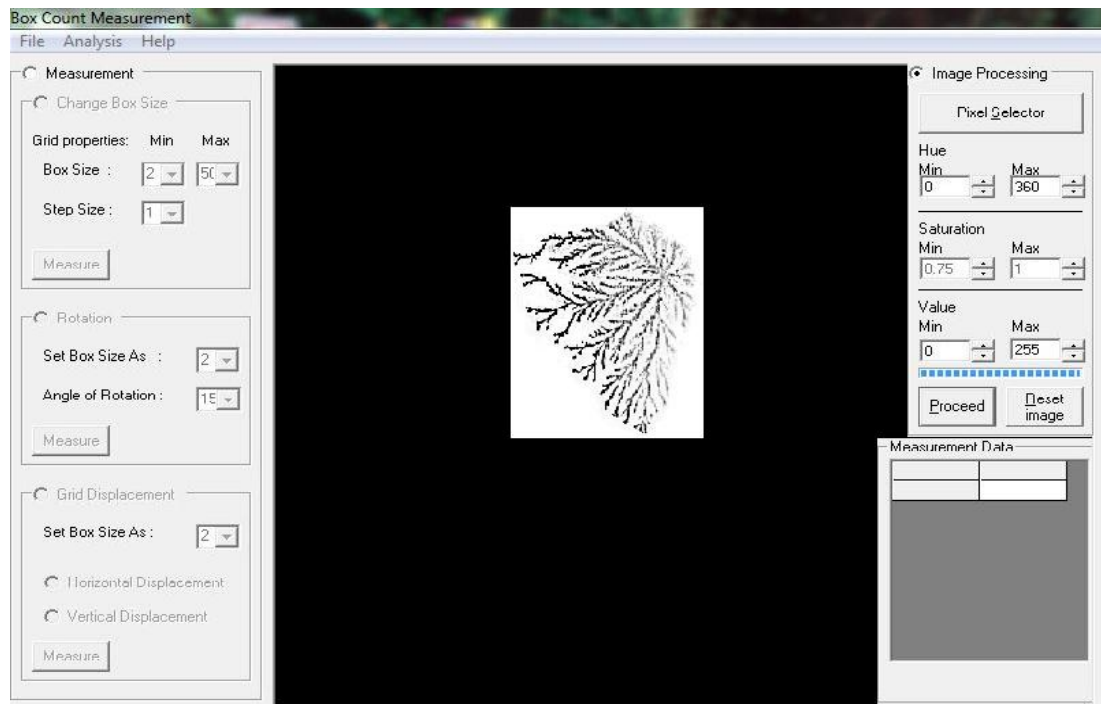 Box Count Measurement
File Analysis Help
Measurement
Change Box Size
Grid properties: Min Max
Box Size : 2 50
Step Size : 1
Measure
Rotation
Set Box Size As : 2
Angle of Rotation : 15
Measure
Grid Displacement
Set Box Size As : 2
Horizontal Displacement
Vertical Displacement
Measure
Image Processing
Pixel Selector
Hue
Min Max
0 360
Saturation
Min Max
0.75 1
Value
Min Max
0 255
Proceed Reset image
Measurement Data